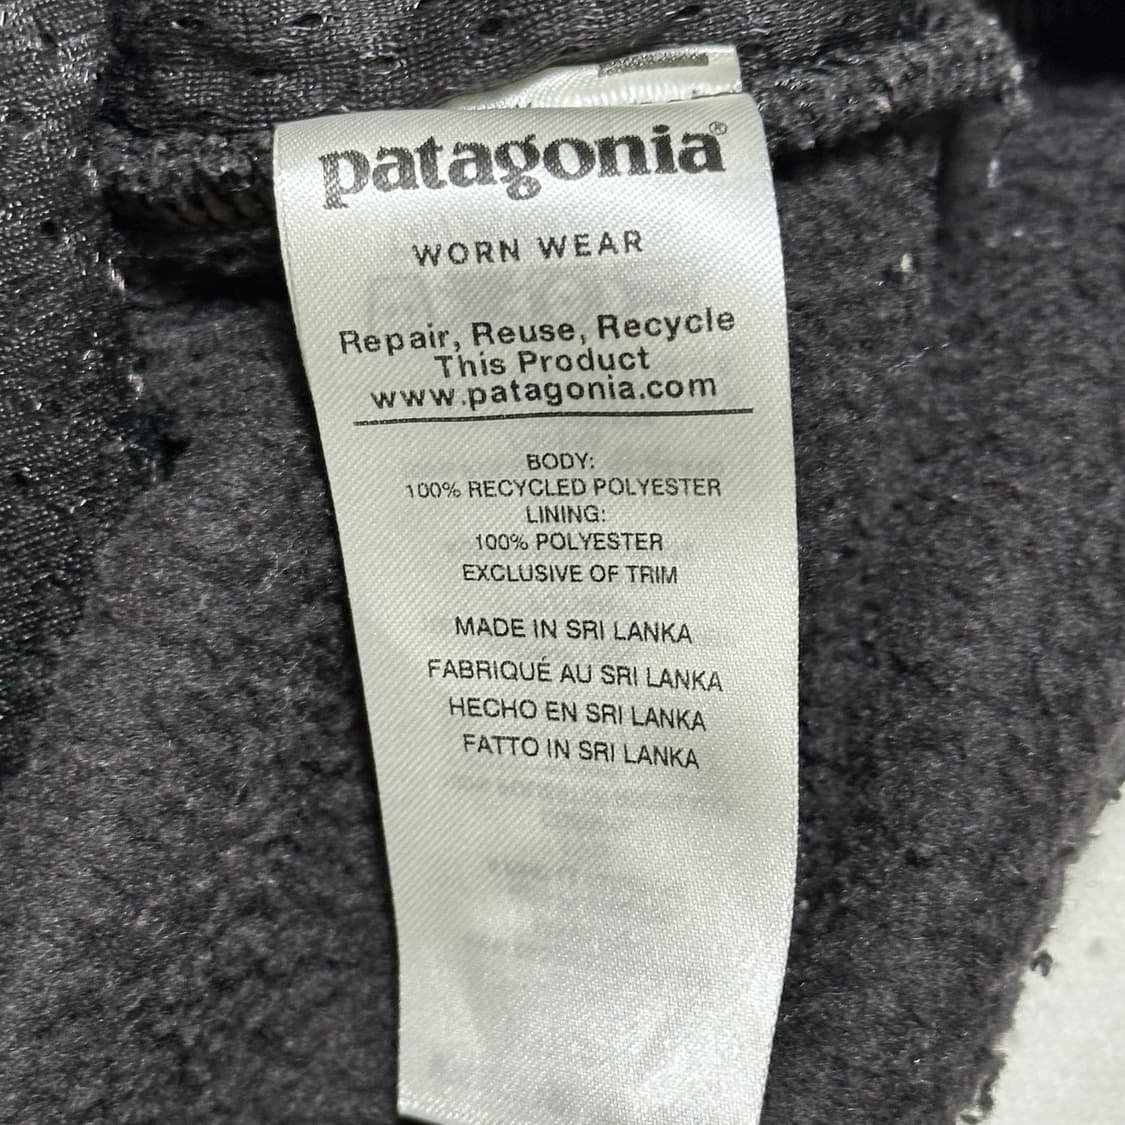 patagonia®
WORN WEAR
Repair, Reuse, Recycle
This Product
www.patagonia.com
BODY:
100% RECYCLED POLYESTER
LINING:
100% POLYESTER
EXCLUSIVE OF TRIM
MADE IN SRI LANKA
FABRIQUÉ AU SRI LANKA
HECHO EN SRI LANKA
FATTO IN SRI LANKA